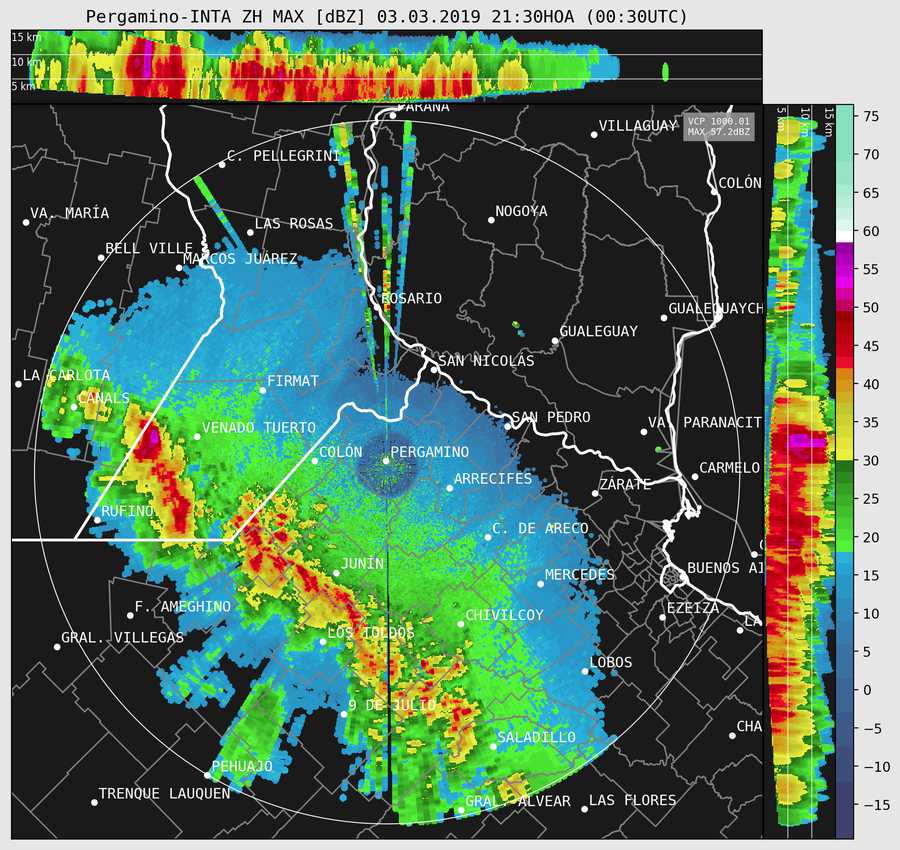 Pergamino-INTA ZH MAX [dBZ] 03.03.2019 21:30HOA (00:30UTC)
15 km
10 km
5 km
5 km
10 km
15 km
VCP 1000.01
MAX 57.2dBZ
PARANÁ
VILLAGUAY
C. PELLEGRINI
COLÓN
VA. MARÍA
NOGOYA
LAS ROSAS
BELL VILLE
MARCOS JUÁREZ
ROSARIO
GUALEGUAYCH
GUALEGUAY
SAN NICOLÁS
LA CARLOTA
FIRMAT
CANALS
SAN PEDRO
VENADO TUERTO
VA. PARANACIT
COLÓN
PERGAMINO
CARMELO
ARRECIFES
ZÁRATE
RUFINO
C. DE ARECO
JUNÍN
MERCEDES
BUENOS AI
F. AMEGHINO
CHIVILCOY
EZEIZA
LA
GRAL. VILLEGAS
LOS TOLDOS
LOBOS
9 DE JULIO
CHA
SALADILLO
PEHUAJO
TRENQUE LAUQUEN
GRAL. ALVEAR
LAS FLORES
75
70
65
60
55
50
45
40
35
30
25
20
15
10
5
0
−5
−10
−15